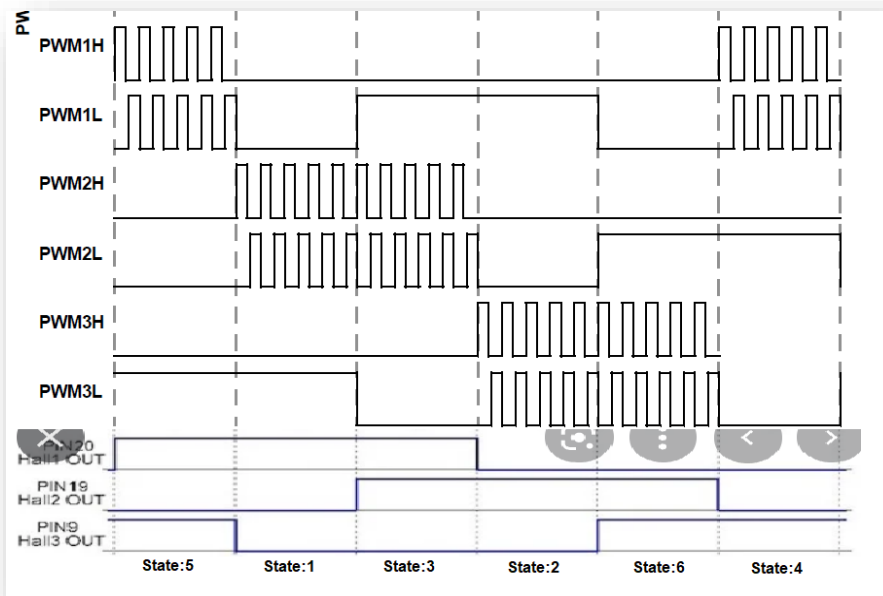 PW
PWM1H
PWM1L
PWM2H
PWM2L
PWM3H
PWM3L
PIN20
Hall1 OUT
PIN19
Hall2 OUT
PIN9
Hall3 OUT
State:5 State:1 State:3 State:2 State:6 State:4